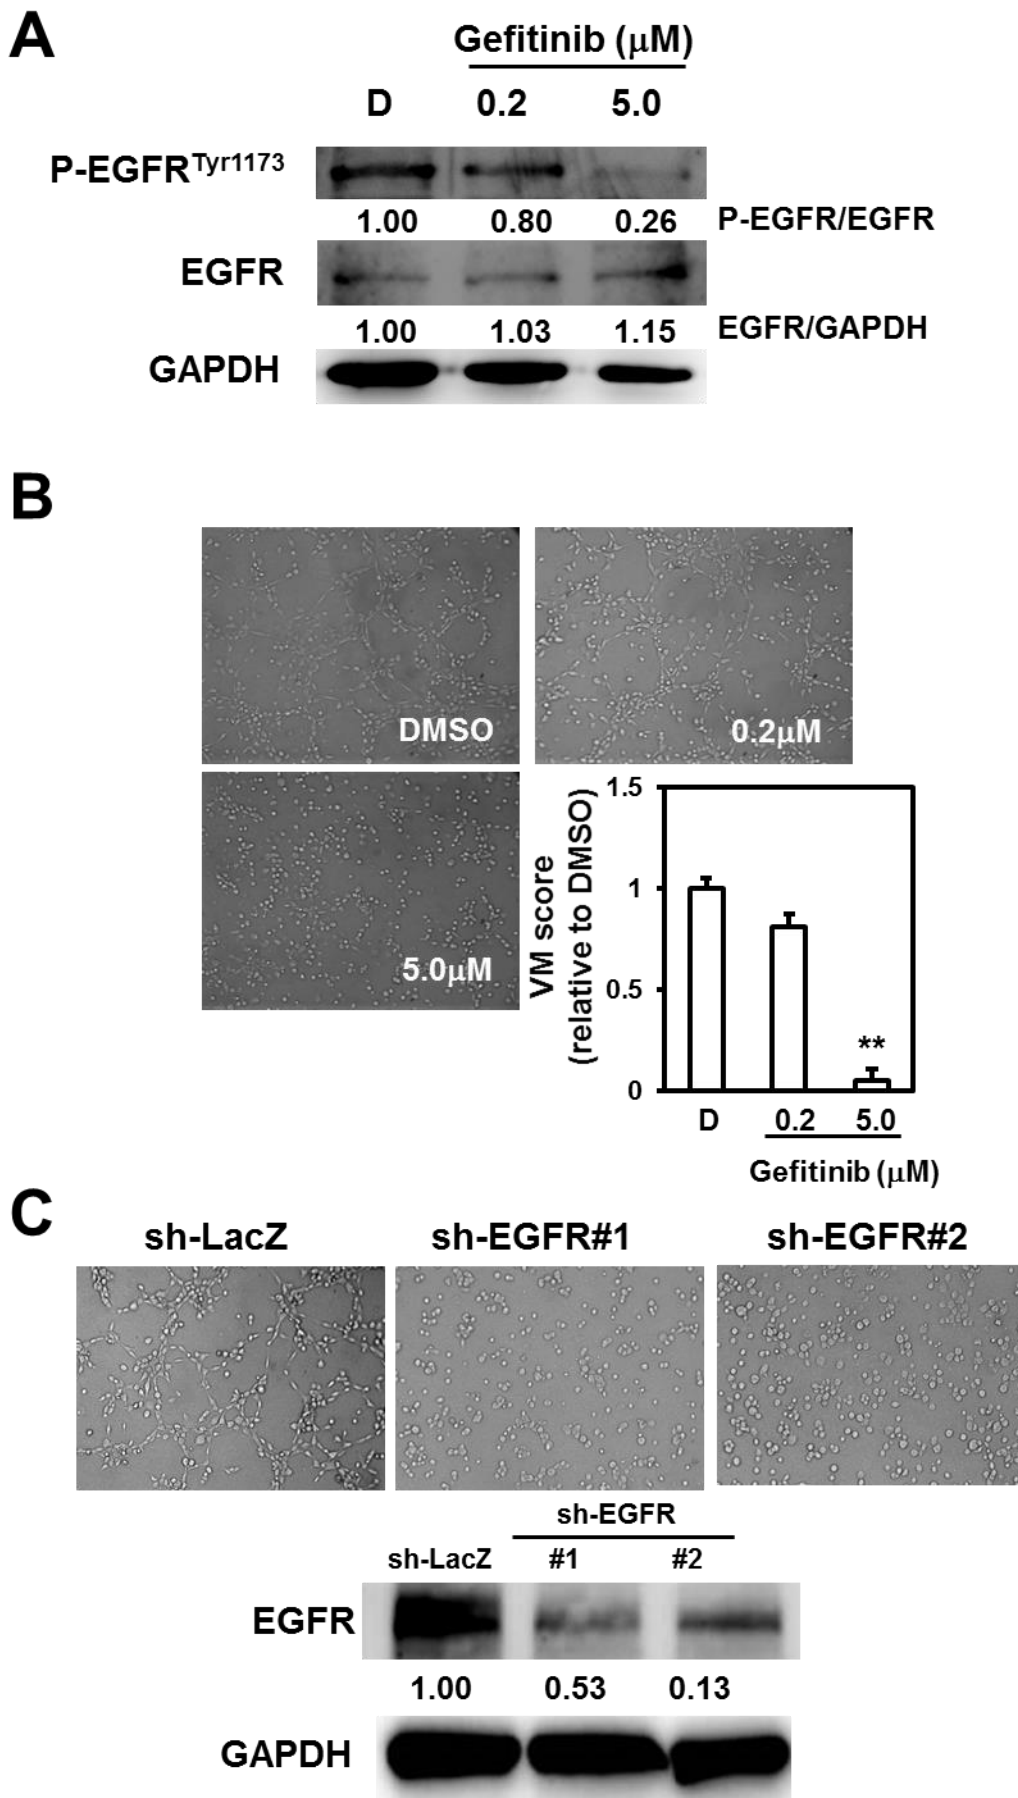 A
Gefitinib (μM)
D 0.2 5.0
P-EGFRTyr1173
1.00 0.80 0.26 P-EGFR/EGFR
EGFR
1.00 1.03 1.15 EGFR/GAPDH
GAPDH
B
DMSO
0.2μM
5.0μM
VM score
(relative to DMSO)
1.5
1
0.5
0
**
D 0.2 5.0
Gefitinib (μM)
C
sh-LacZ sh-EGFR#1 sh-EGFR#2
sh-EGFR
sh-LacZ #1 #2
EGFR
1.00 0.53 0.13
GAPDH